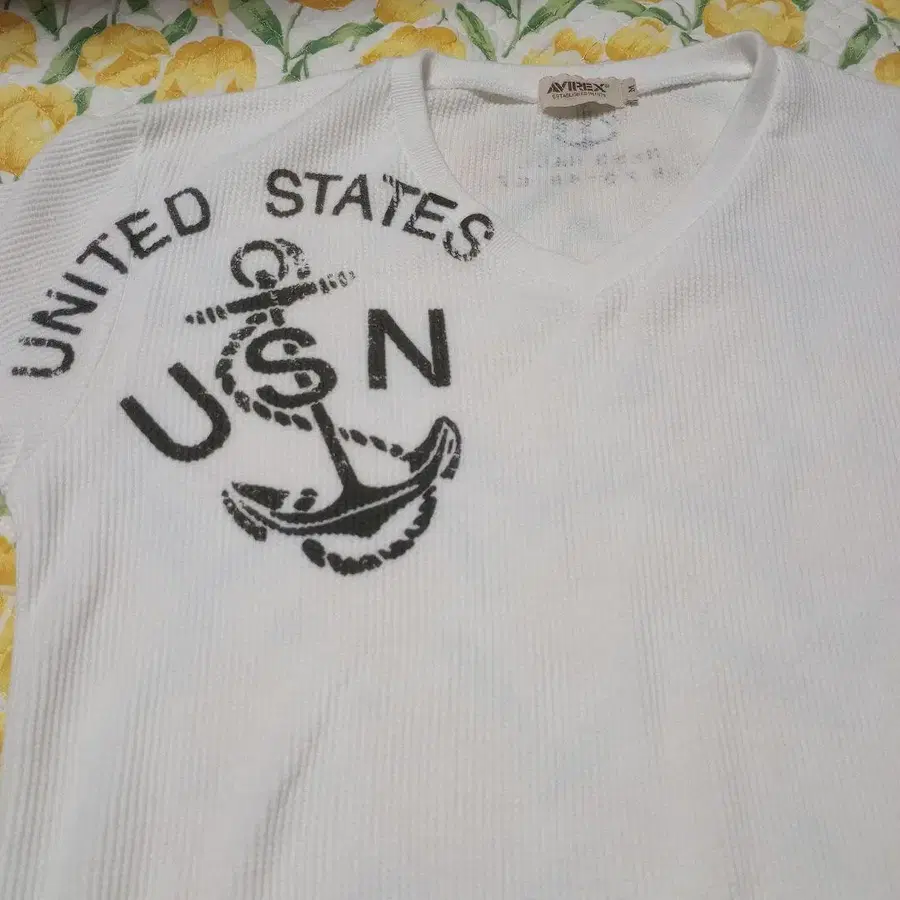 AVIREX
M
UNITED STATES
USN